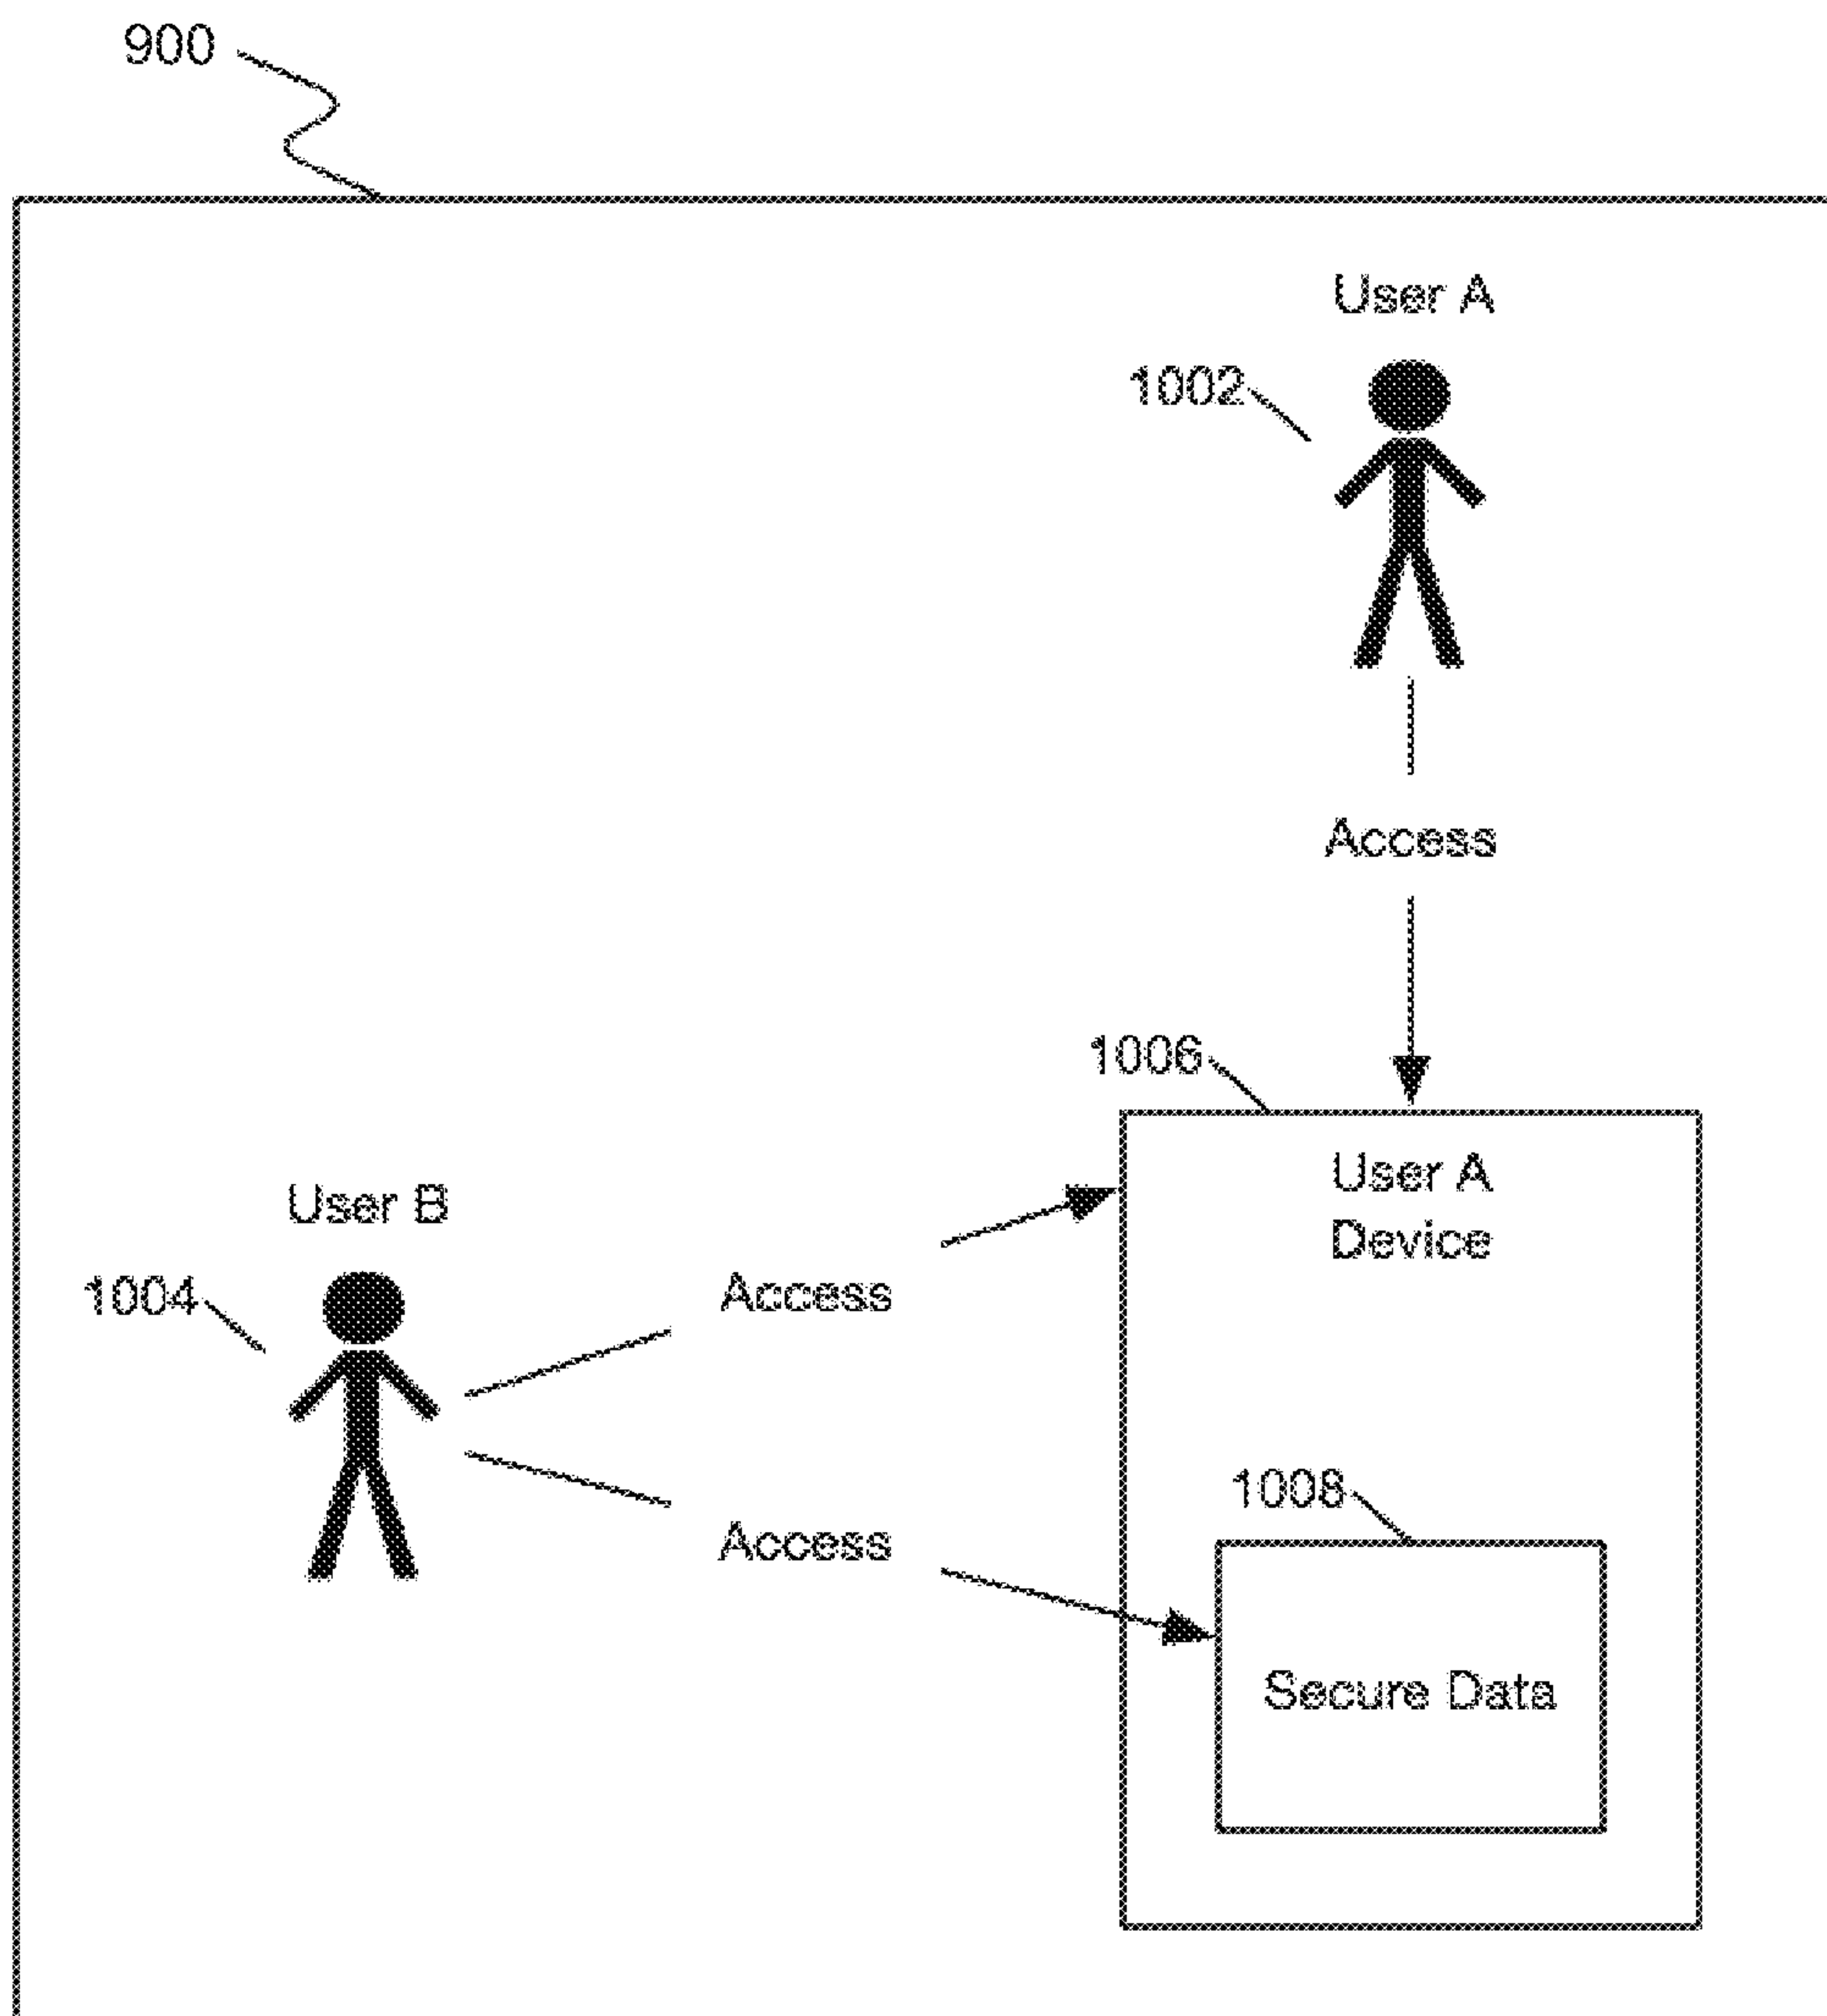 900
User A
1002
Access
1006
User A
Device
User B
1004
Access
1008
Access
Secure Data